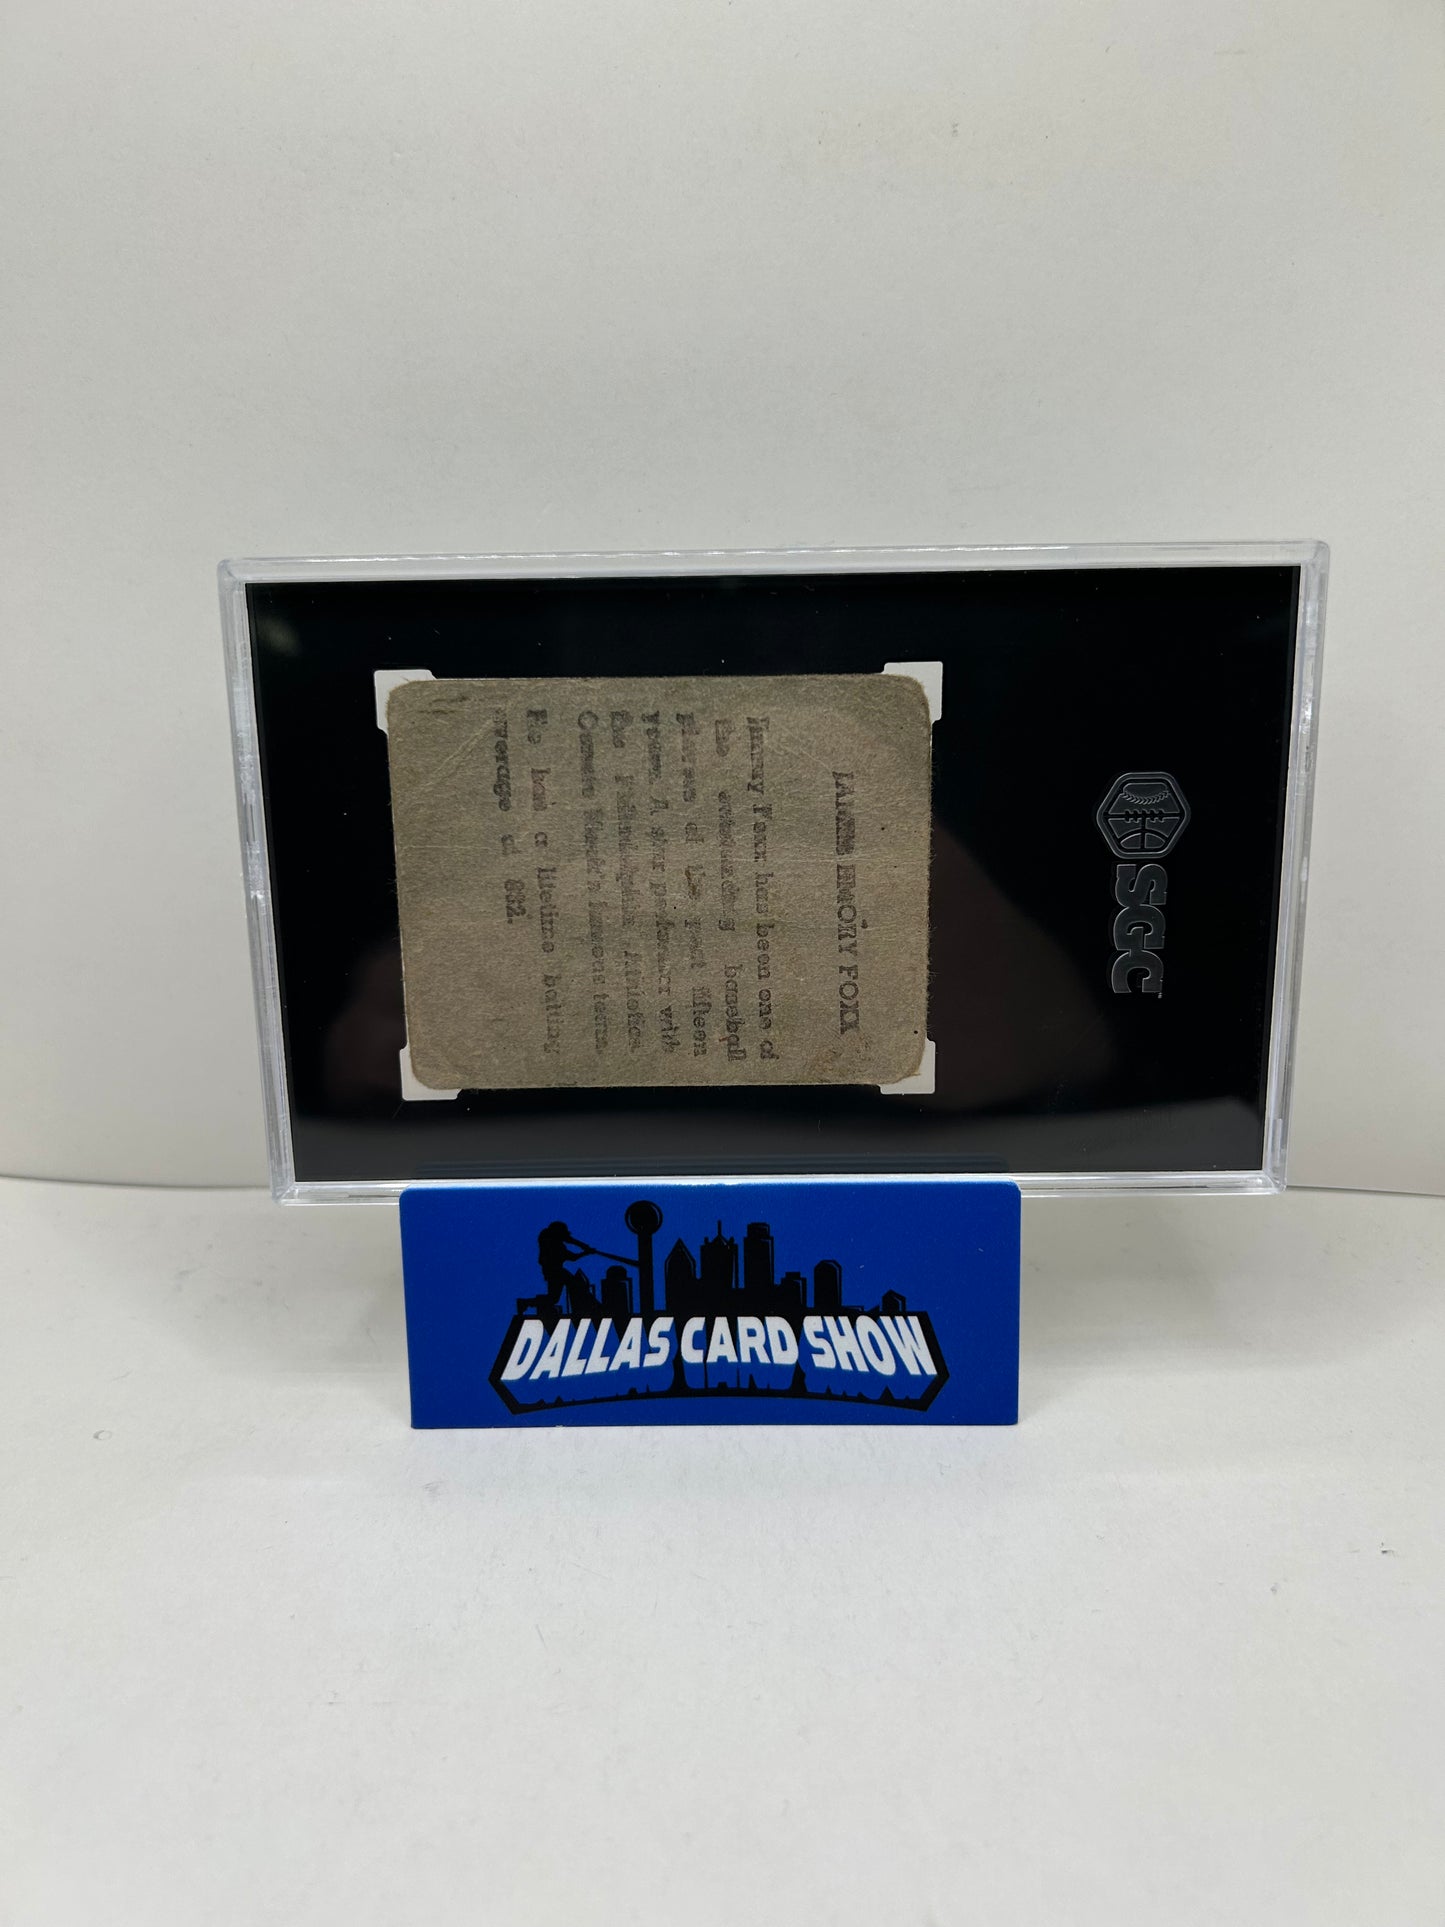 JAMES EMORY FOXX
Jimmy Foxx has been one of
the outstanding baseball
players of the past fifteen
years. A star performer with
the Philadelphia Athletics,
Connie Mack's famous team.
He had a lifetime batting
average of
SGC
DALLAS CARD SHOW